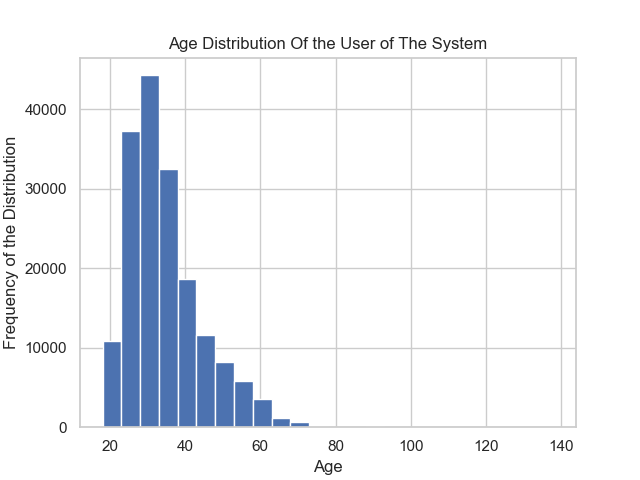 Age Distribution Of the User of The System
Frequency of the Distribution
40000
30000
20000
10000
0
20 40 60 80 100 120 140
Age